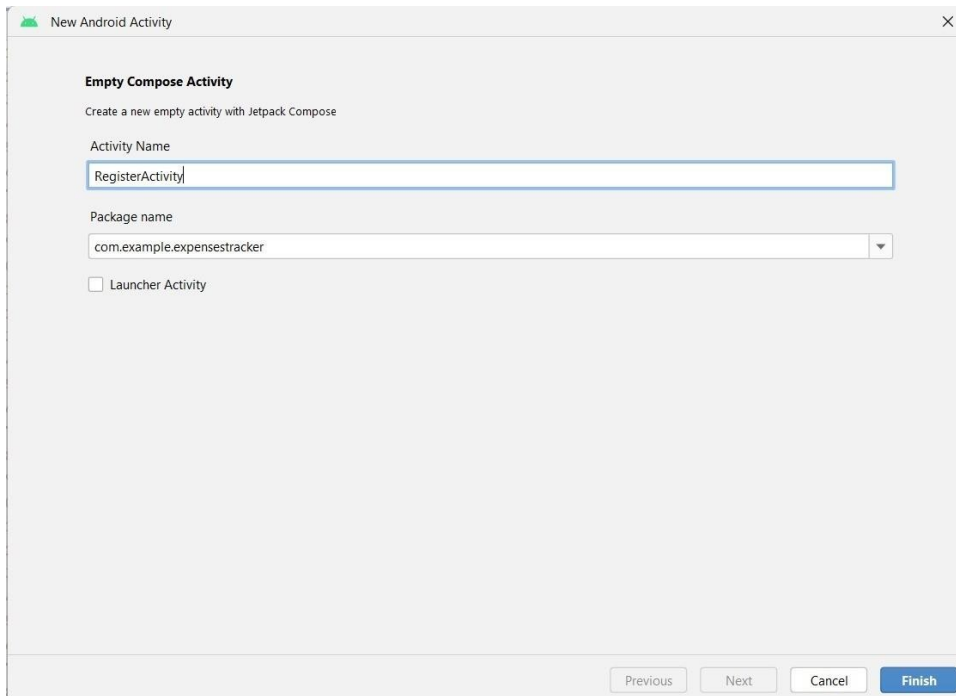 New Android Activity
Empty Compose Activity
Create a new empty activity with Jetpack Compose
Activity Name
RegisterActivity
Package name
com.example.expensestracker
Launcher Activity
Previous Next Cancel Finish